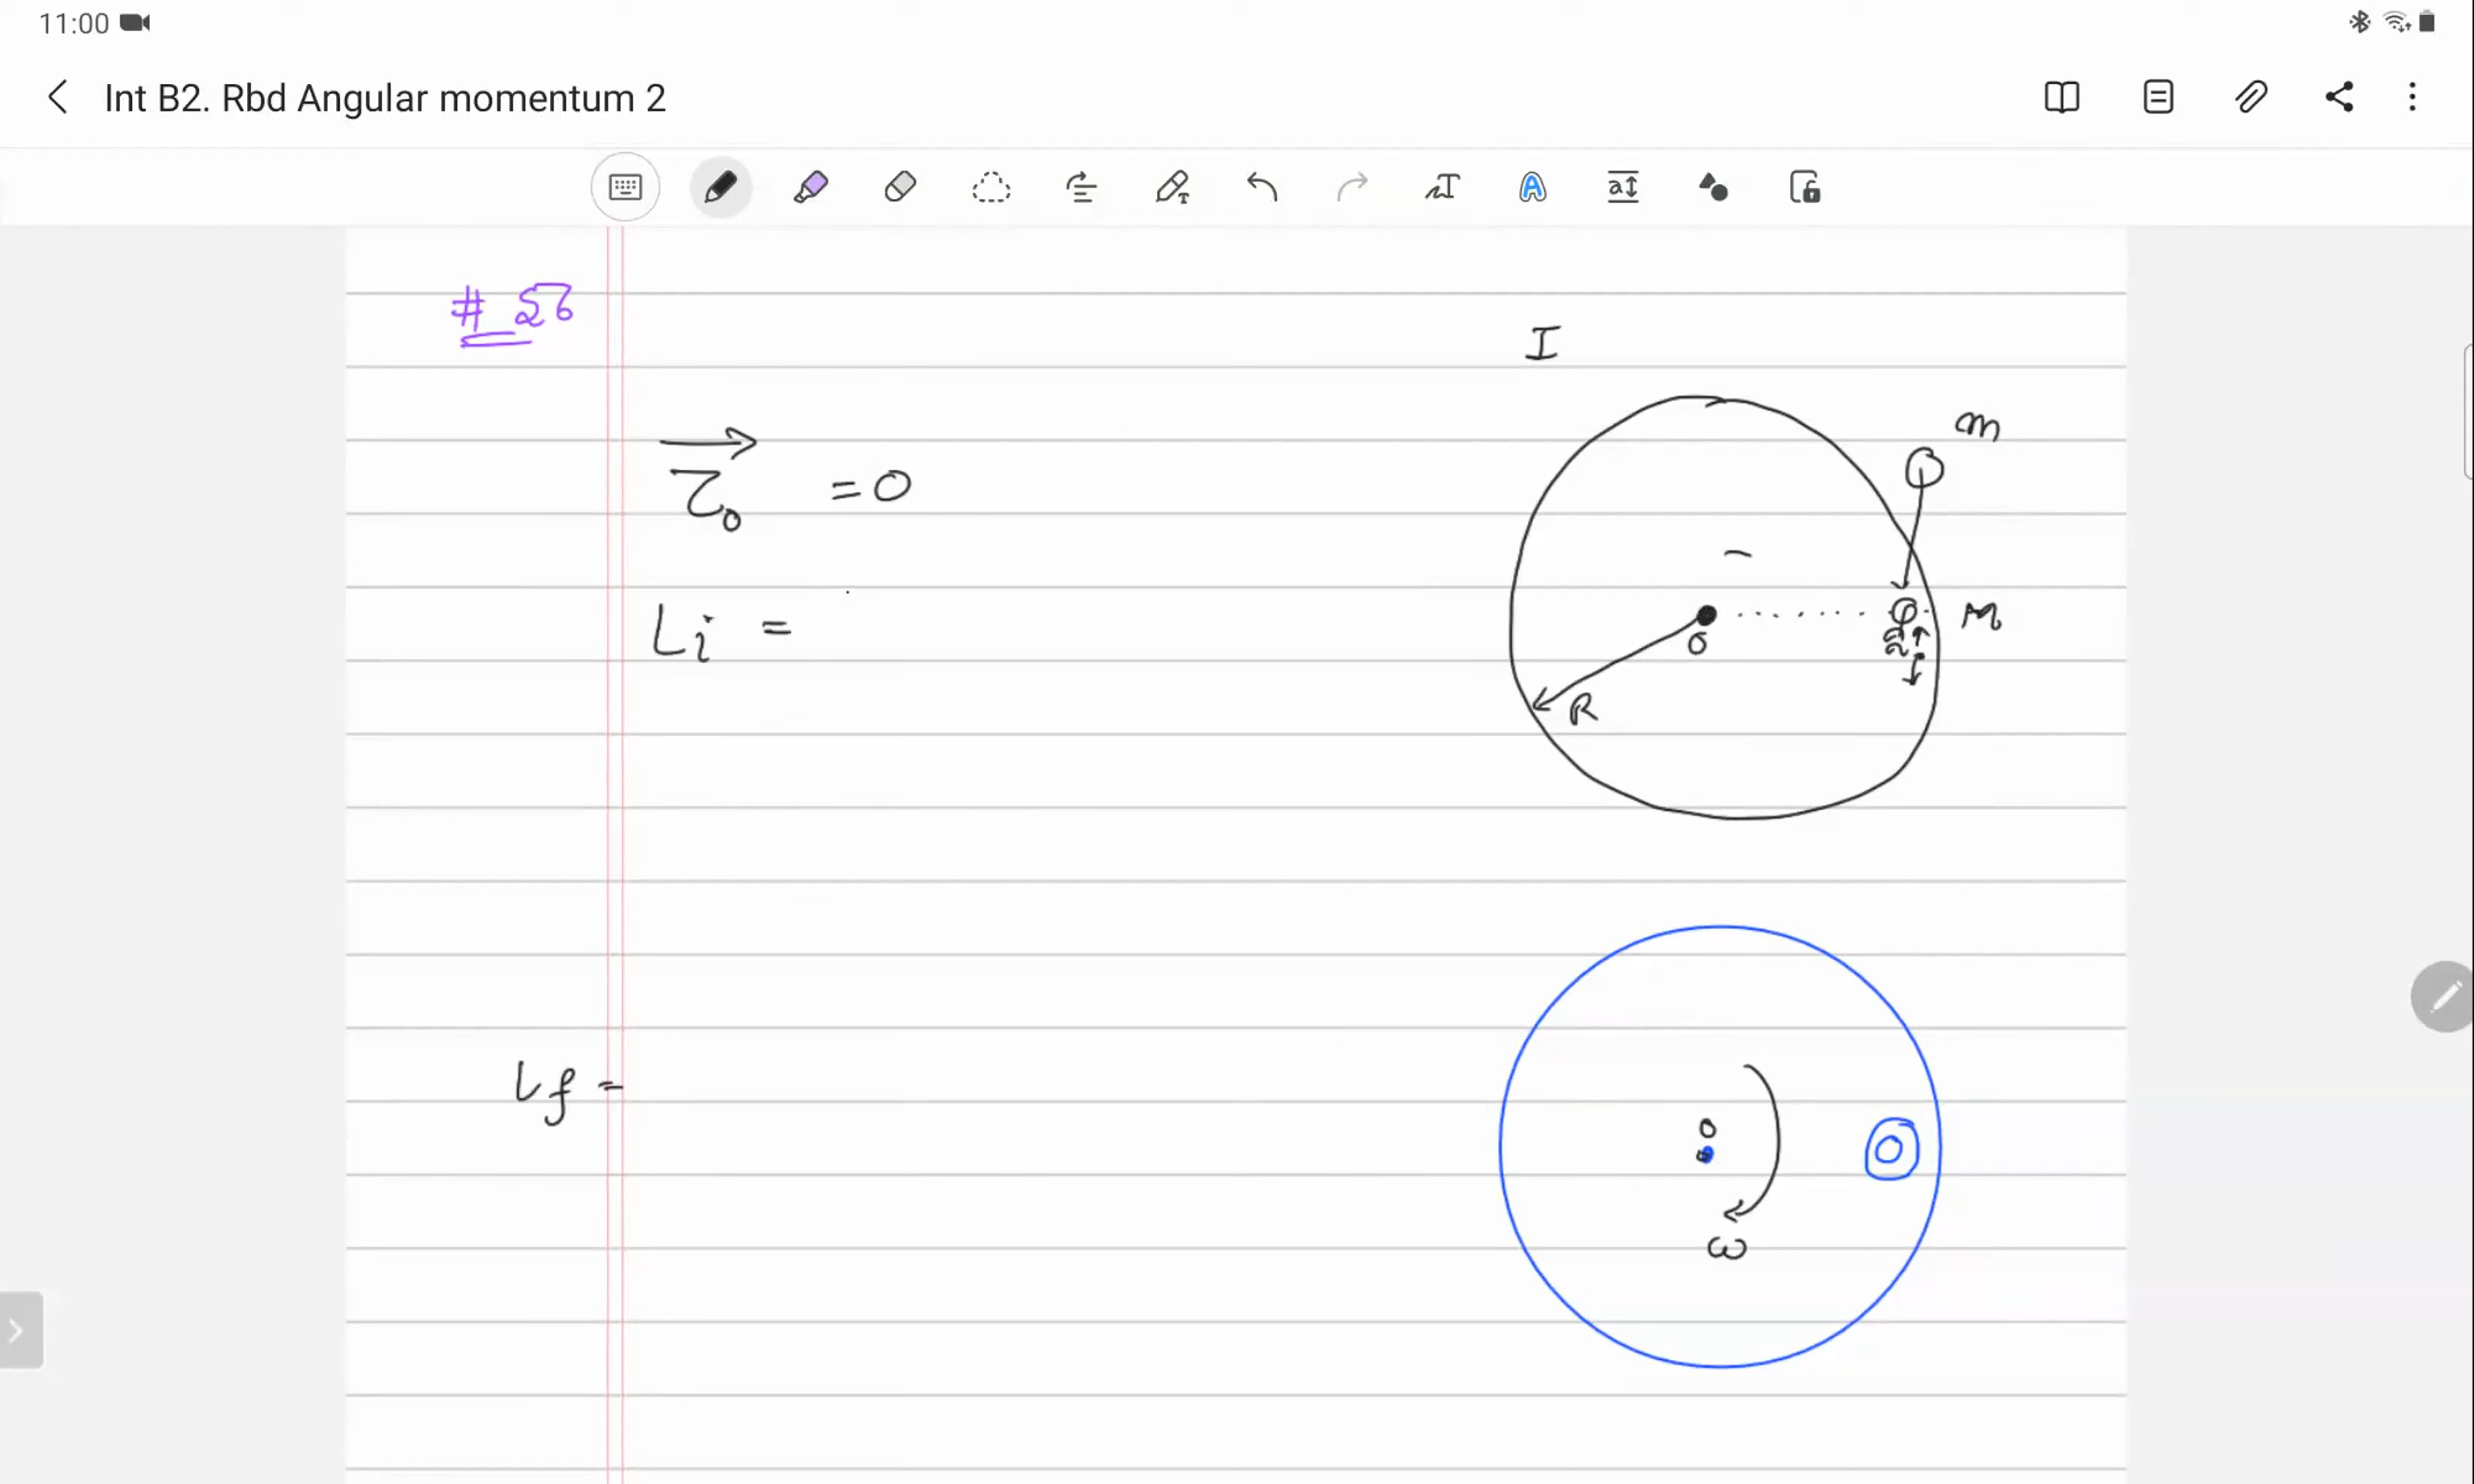 11:00
Int B2. Rbd Angular momentum 2
# 56
I
m
τ₀ = 0
O
M
Li =
R
Lf =
O
ω